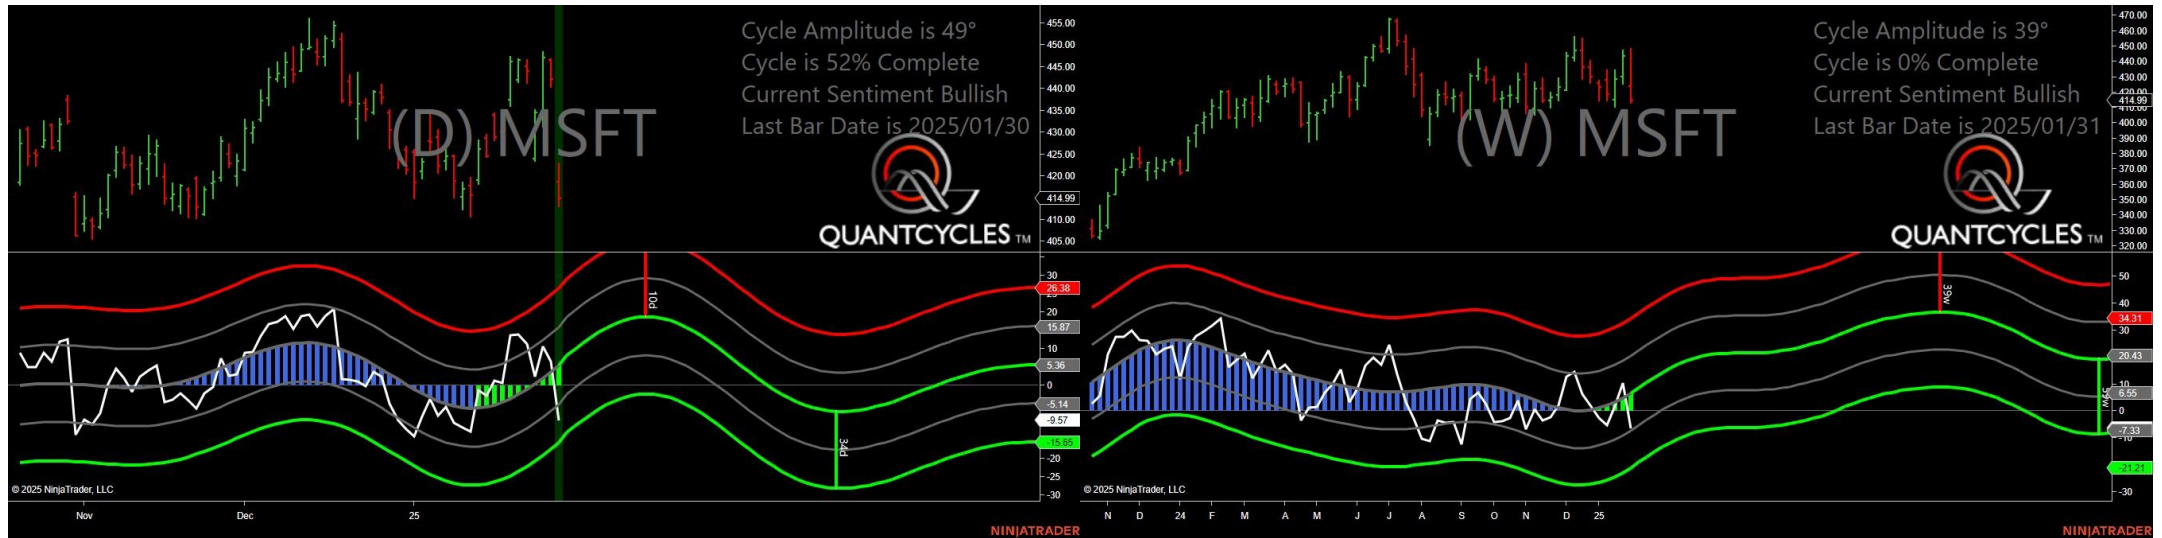 Cycle Amplitude is 49°
Cycle is 52% Complete
Current Sentiment Bullish
Last Bar Date is 2025/01/30
(D) MSFT
QUANTCYCLES TM
455.00
450.00
445.00
440.00
435.00
430.00
425.00
420.00
414.99
410.00
405.00
30
26.38
20
15.87
10
5.36
0
-5.14
-9.57
-15.65
-20
-25
-30
10d
34d
© 2025 NinjaTrader, LLC
Nov Dec 25
NINJATRADER
Cycle Amplitude is 39°
Cycle is 0% Complete
Current Sentiment Bullish
Last Bar Date is 2025/01/31
(W) MSFT
QUANTCYCLES TM
470.00
460.00
450.00
440.00
430.00
420.00
414.99
400.00
390.00
380.00
370.00
360.00
350.00
340.00
330.00
320.00
50
40
34.31
30
20.43
10
6.55
0
-7.33
-21.21
-30
39w
© 2025 NinjaTrader, LLC
N D 24 F M A M J J A S O N D 25
NINJATRADER